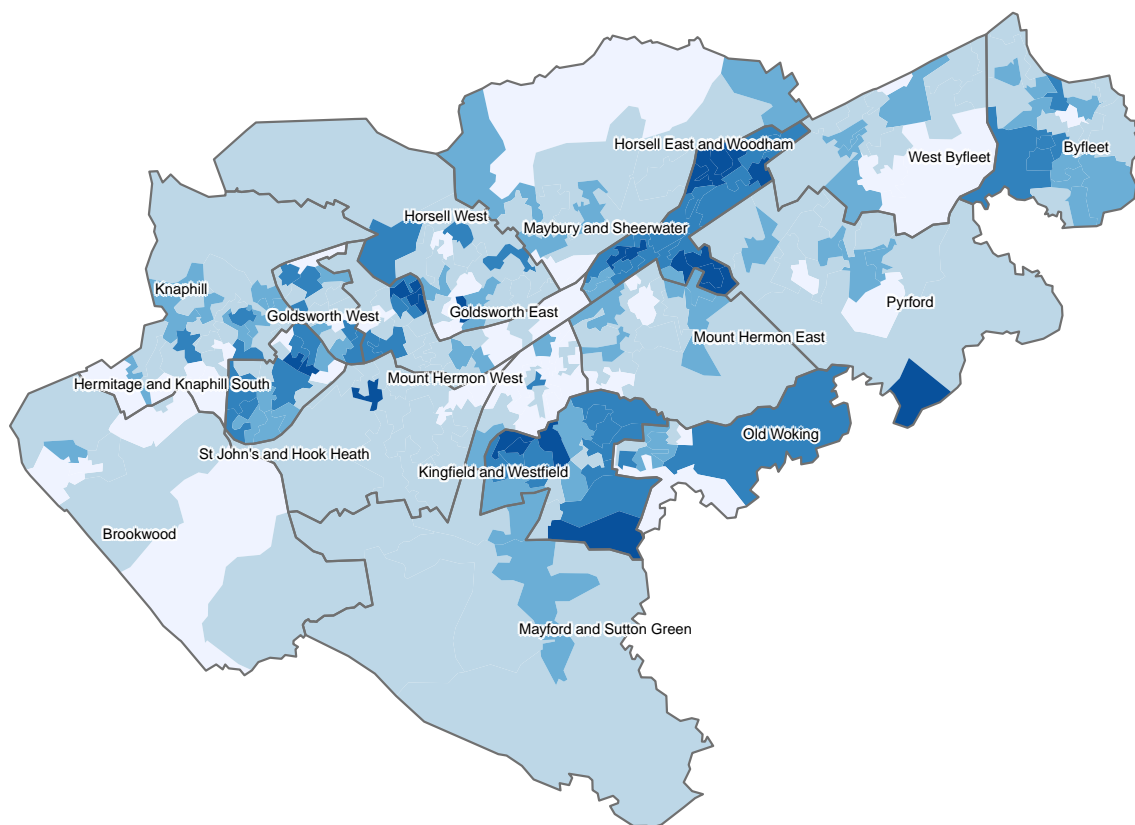 Horsell East and Woodham
Byfleet
West Byfleet
Horsell West
Maybury and Sheerwater
Knaphill
Pyrford
Goldsworth West
Goldsworth East
Mount Hermon East
Hermitage and Knaphill South
Mount Hermon West
Old Woking
St John's and Hook Heath
Kingfield and Westfield
Brookwood
Mayford and Sutton Green